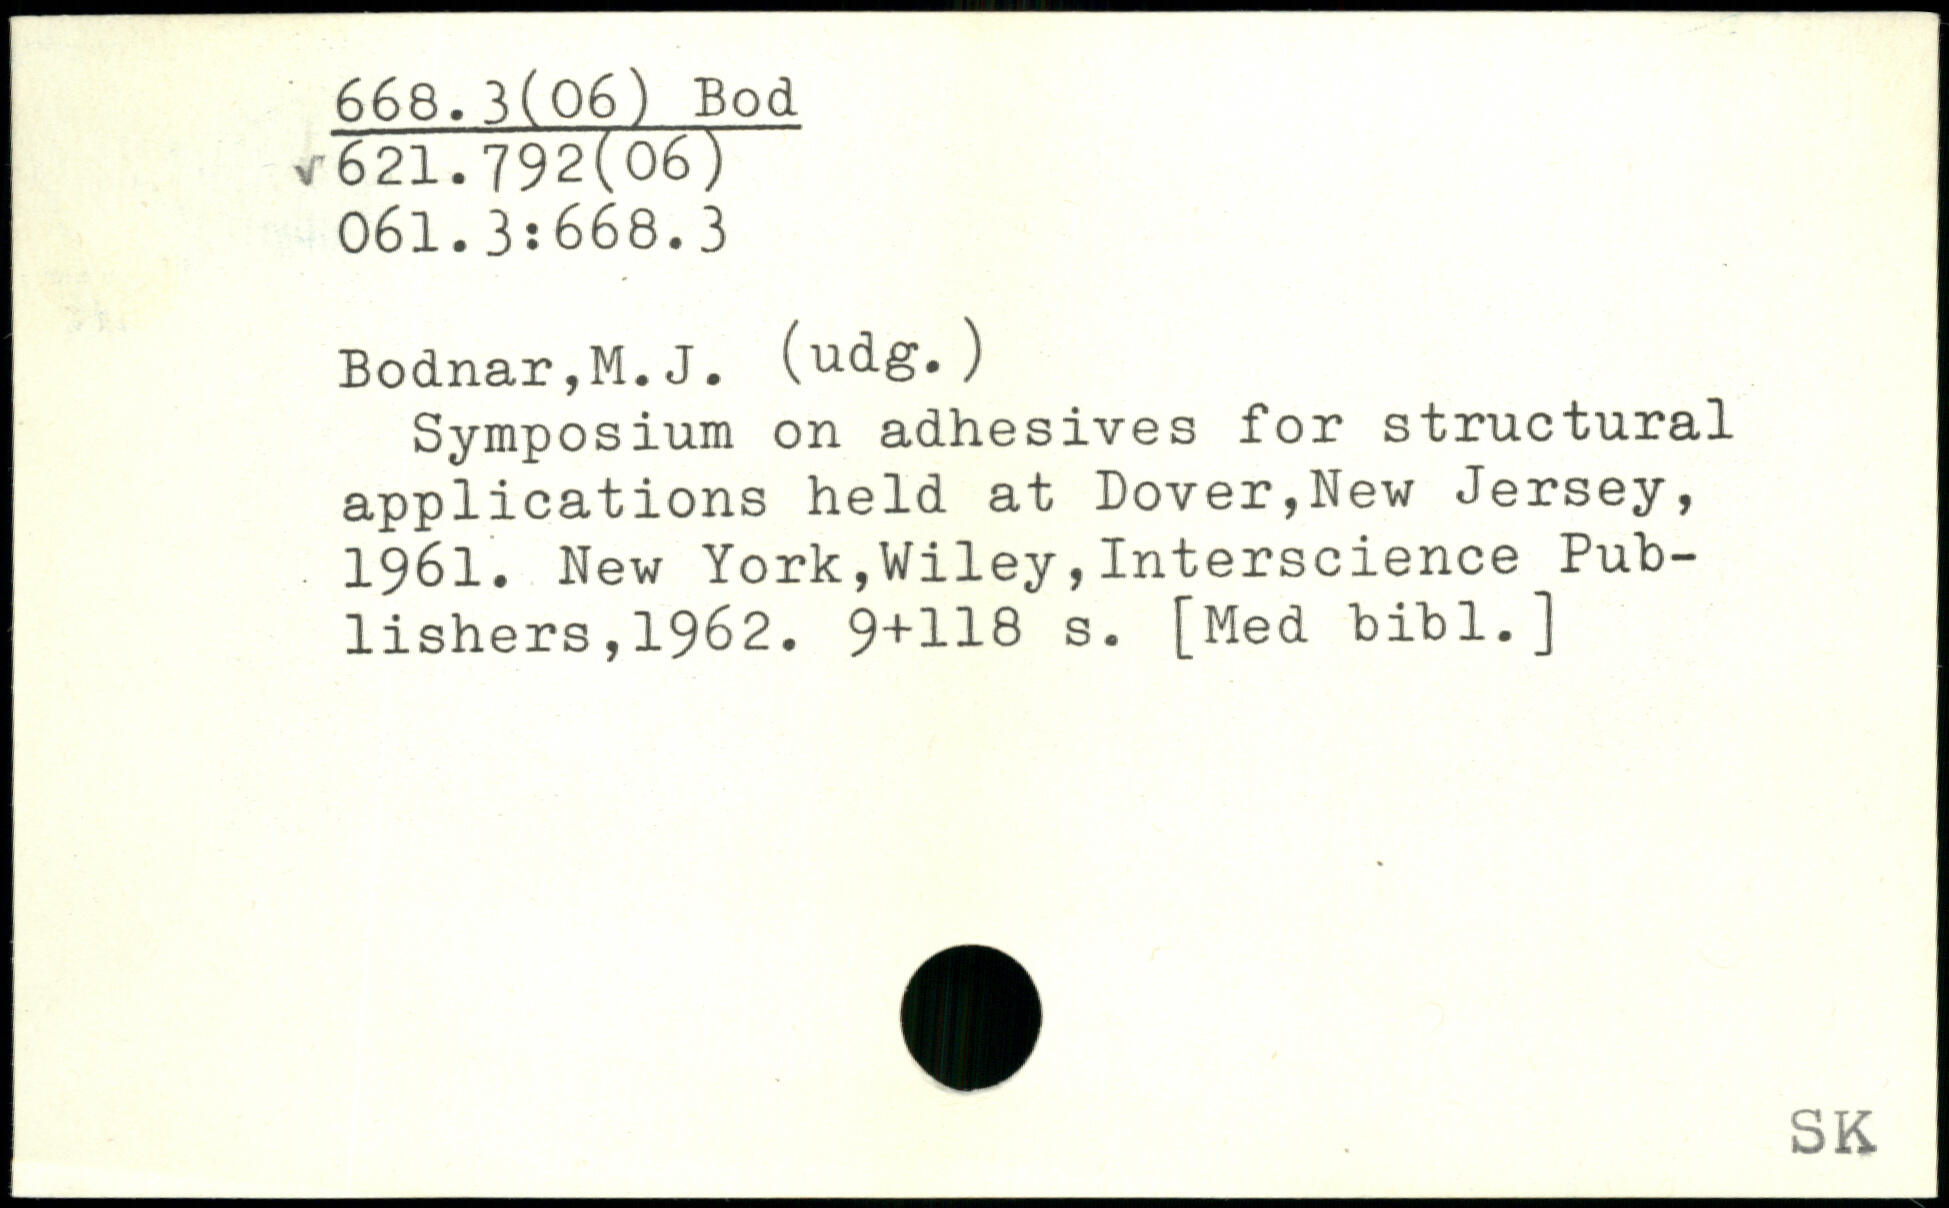 668.3(06) Bod
√621.792(06)
061.3:668.3
Bodnar,M.J. (udg.)
Symposium on adhesives for structural
applications held at Dover,New Jersey,
1961. New York,Wiley,Interscience Pub-
lishers,1962. 9+118 s. [Med bibl.]
SK